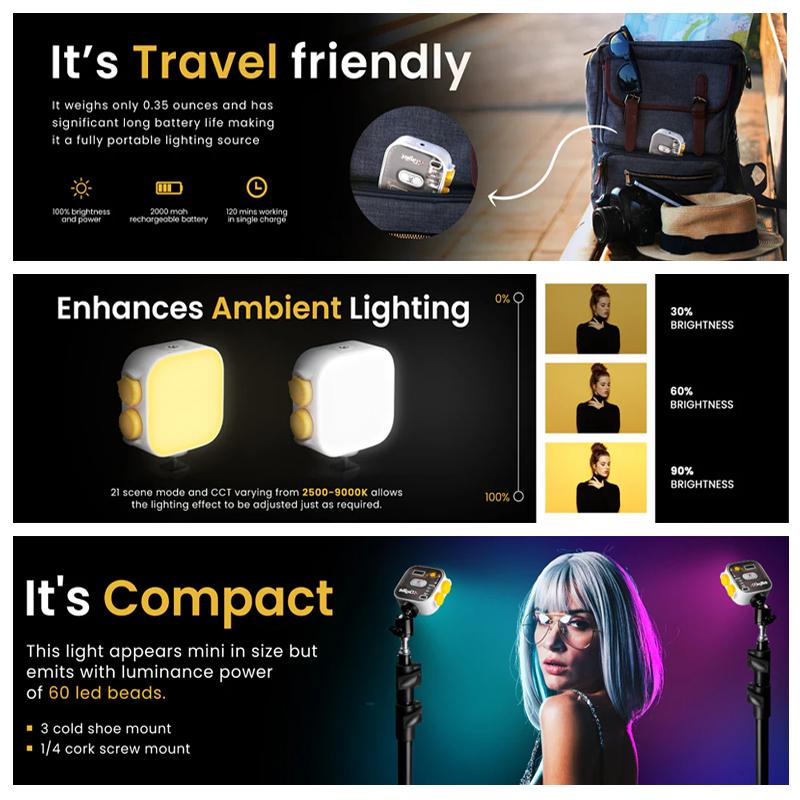 It's Travel friendly
It weighs only 0.35 ounces and has
significant long battery life making
it a fully portable lighting source
100% brightness
and power
2000 mah
rechargeable battery
120 mins working
in single charge
Enhances Ambient Lighting
21 scene mode and CCT varying from 2500-9000K allows
the lighting effect to be adjusted just as required.
0%
100%
30%
BRIGHTNESS
60%
BRIGHTNESS
90%
BRIGHTNESS
It's Compact
This light appears mini in size but
emits with luminance power
of 60 led beads.
3 cold shoe mount
1/4 cork screw mount